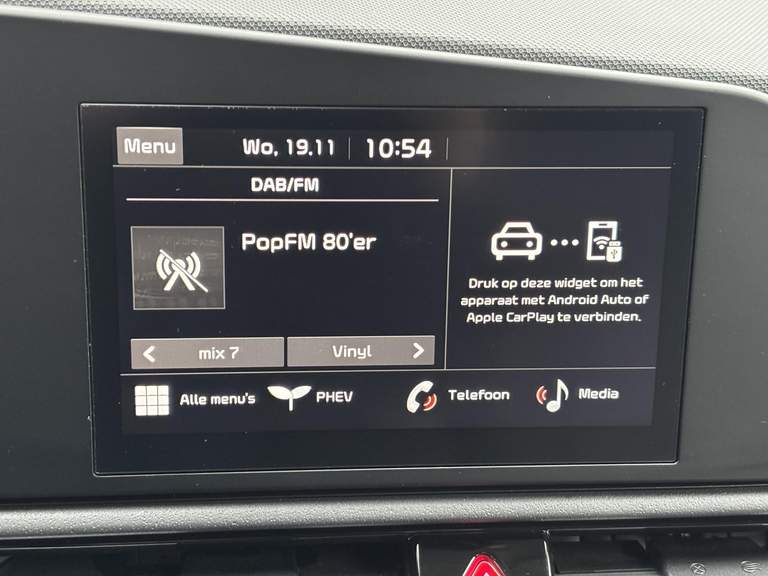 Menu
Wo, 19.11
10:54
DAB/FM
PopFM 80'er
mix 7
Vinyl
Druk op deze widget om het
apparaat met Android Auto of
Apple CarPlay te verbinden.
Alle menu's
PHEV
Telefoon
Media